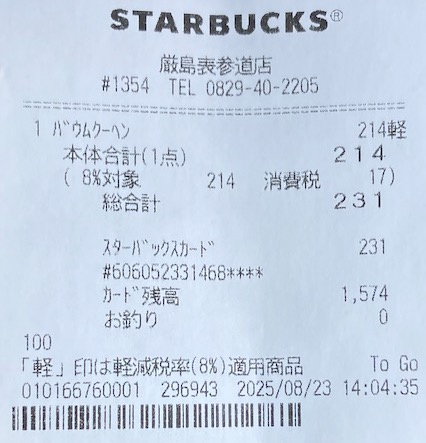 STARBUCKS®
厳島表参道店
#1354 TEL 0829-40-2205
1 ﾊﾞｳﾑｸｰﾍﾝ 214軽
本体合計(1点) 214
( 8%対象 214 消費税 17)
総合計 231
ｽﾀｰﾊﾞｯｸｽｶｰﾄﾞ 231
#606052331468****
ｶｰﾄﾞ残高 1,574
お釣り 0
100
「軽」印は軽減税率(8%)適用商品 To Go
010166760001 296943 2025/08/23 14:04:35